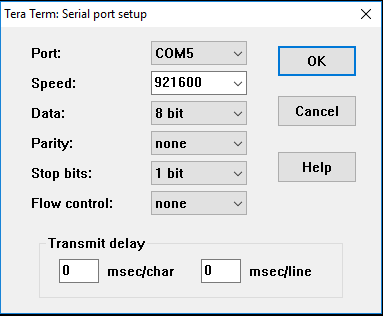 Tera Term: Serial port setup
Port: COM5 OK
Speed: 921600
Data: 8 bit Cancel
Parity: none
Stop bits: 1 bit Help
Flow control: none
Transmit delay
0 msec/char 0 msec/line